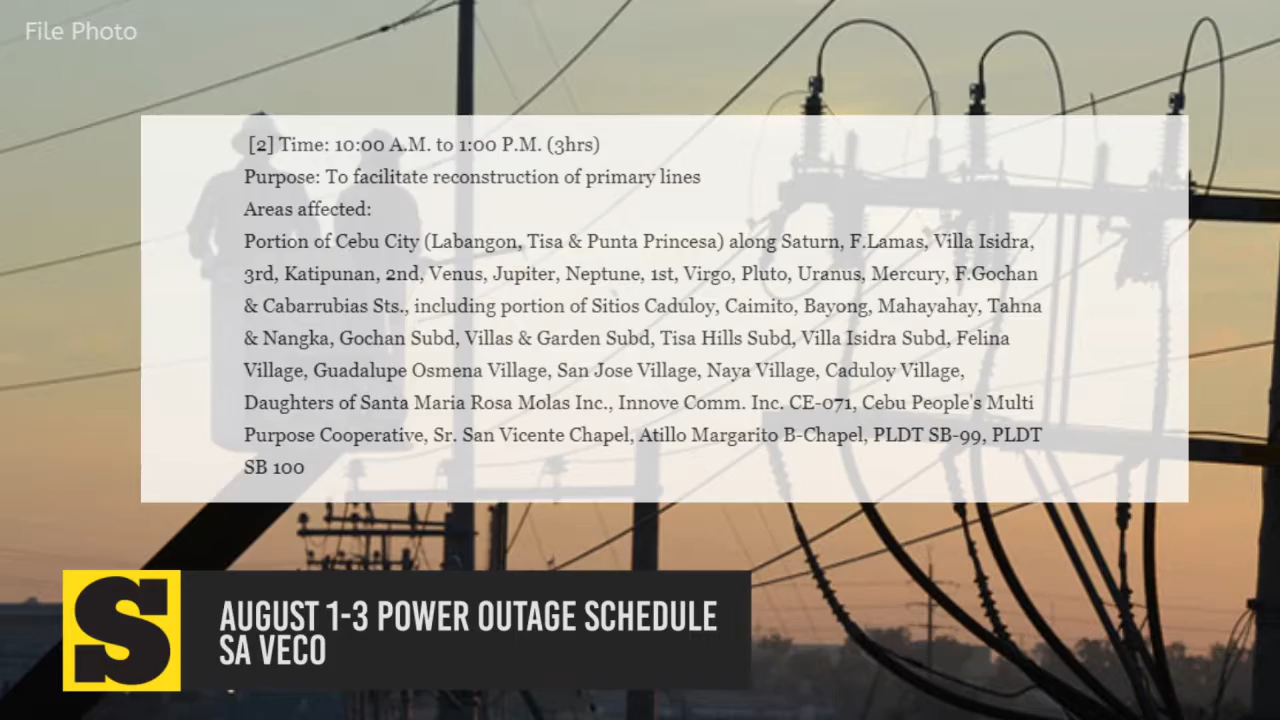 File Photo
[2] Time: 10:00 A.M. to 1:00 P.M. (3hrs)
Purpose: To facilitate reconstruction of primary lines
Areas affected:
Portion of Cebu City (Labangon, Tisa & Punta Princesa) along Saturn, F.Lamas, Villa Isidra,
3rd, Katipunan, 2nd, Venus, Jupiter, Neptune, 1st, Virgo, Pluto, Uranus, Mercury, F.Gochan
& Cabarrubias Sts., including portion of Sitios Caduloy, Caimito, Bayong, Mahayahay, Tahna
& Nangka, Gochan Subd, Villas & Garden Subd, Tisa Hills Subd, Villa Isidra Subd, Felina
Village, Guadalupe Osmena Village, San Jose Village, Naya Village, Caduloy Village,
Daughters of Santa Maria Rosa Molas Inc., Innove Comm. Inc. CE-071, Cebu People's Multi
Purpose Cooperative, Sr. San Vicente Chapel, Atillo Margarito B-Chapel, PLDT SB-99, PLDT
SB 100
S
AUGUST 1-3 POWER OUTAGE SCHEDULE
SA VECO